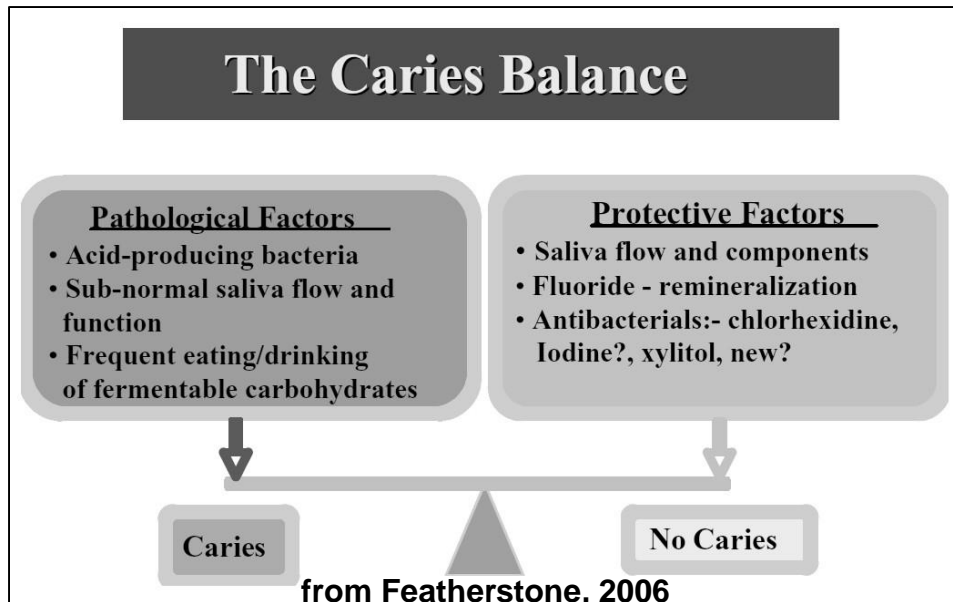 The Caries Balance
Pathological Factors
• Acid-producing bacteria
• Sub-normal saliva flow and
function
• Frequent eating/drinking
of fermentable carbohydrates
Protective Factors
• Saliva flow and components
• Fluoride - remineralization
• Antibacterials:- chlorhexidine,
Iodine?, xylitol, new?
Caries
No Caries
from Featherstone, 2006